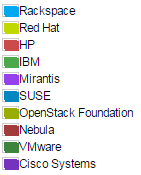 Rackspace
Red Hat
HP
IBM
Mirantis
SUSE
OpenStack Foundation
Nebula
VMware
Cisco Systems